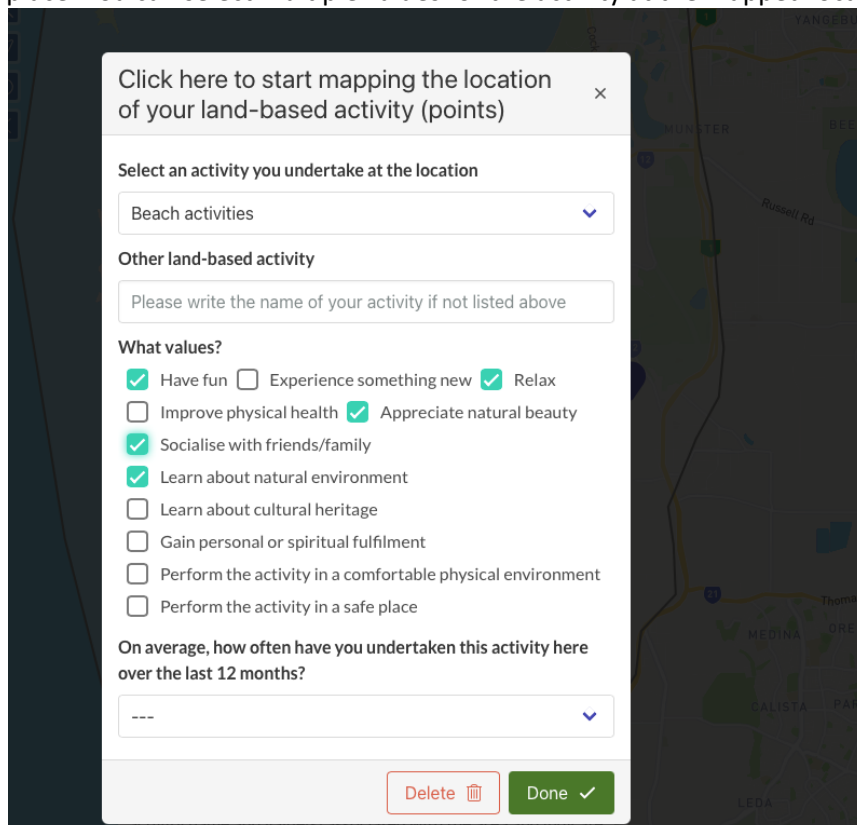 Click here to start mapping the location
of your land-based activity (points)
×
Select an activity you undertake at the location
Beach activities
Other land-based activity
Please write the name of your activity if not listed above
What values?
Have fun Experience something new Relax
Improve physical health Appreciate natural beauty
Socialise with friends/family
Learn about natural environment
Learn about cultural heritage
Gain personal or spiritual fulfilment
Perform the activity in a comfortable physical environment
Perform the activity in a safe place
On average, how often have you undertaken this activity here
over the last 12 months?
---
Delete
Done
1
MUNSTER
Russell Rd
21
MEDINA
CALISTA
LEDA